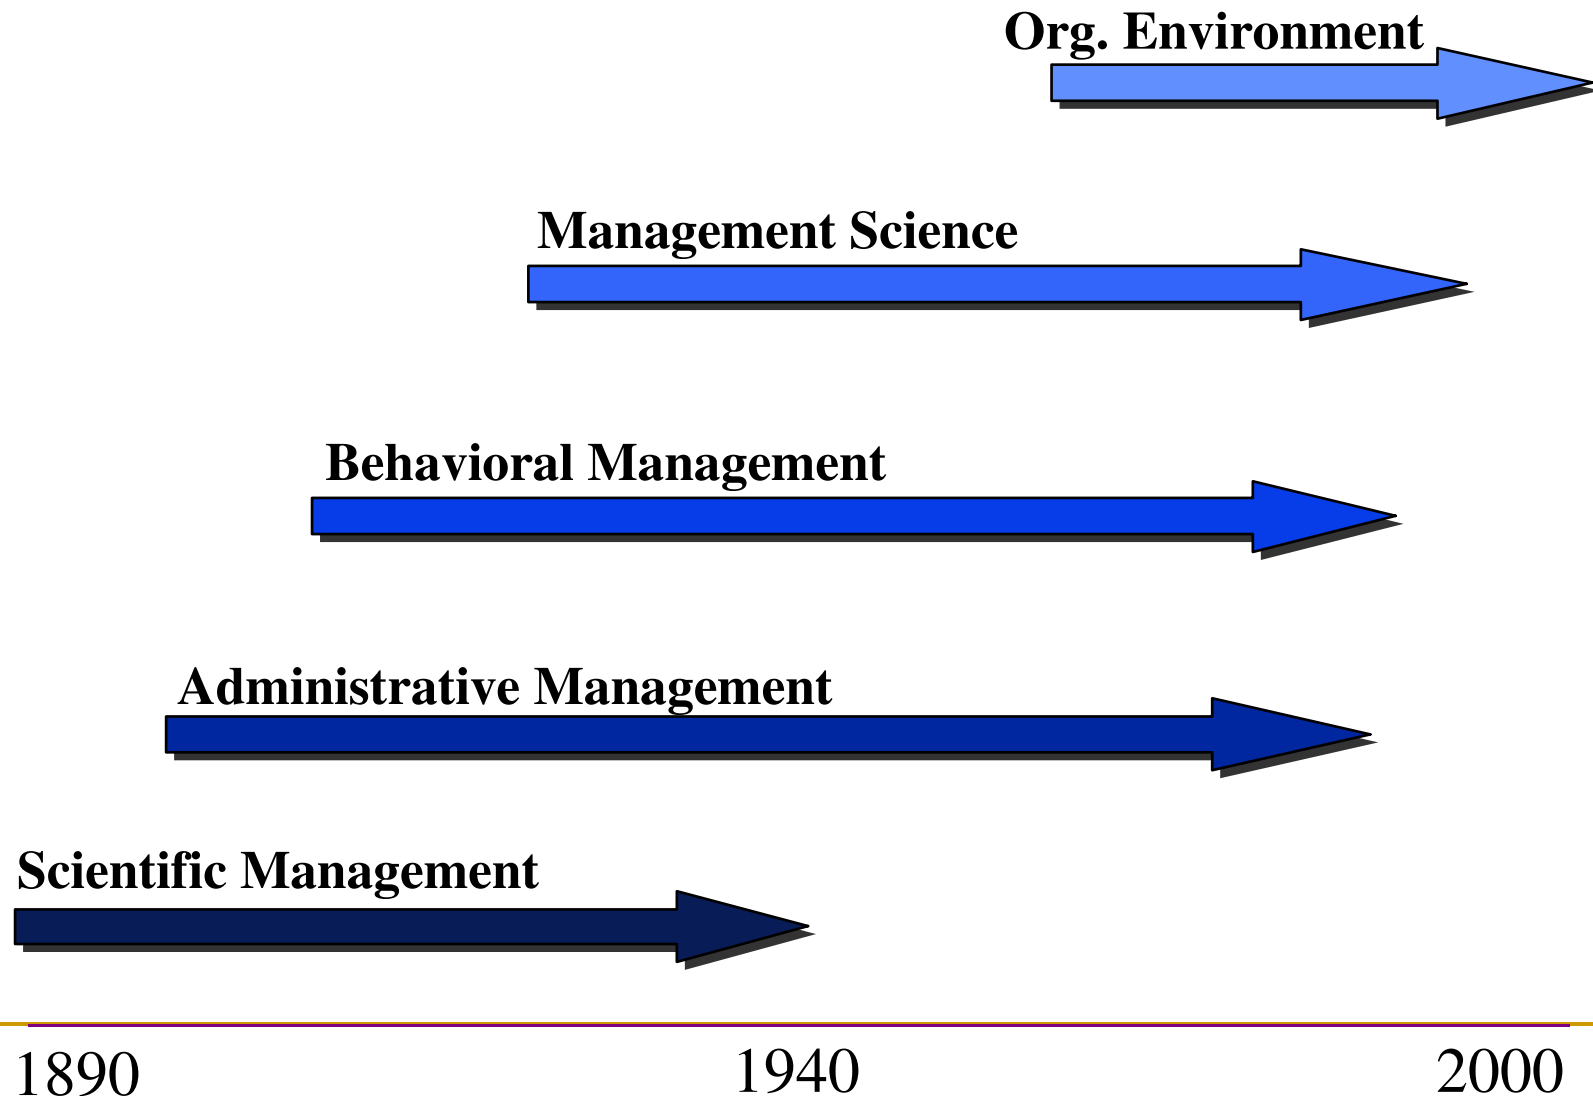 Org. Environment
Management Science
Behavioral Management
Administrative Management
Scientific Management
1890 1940 2000